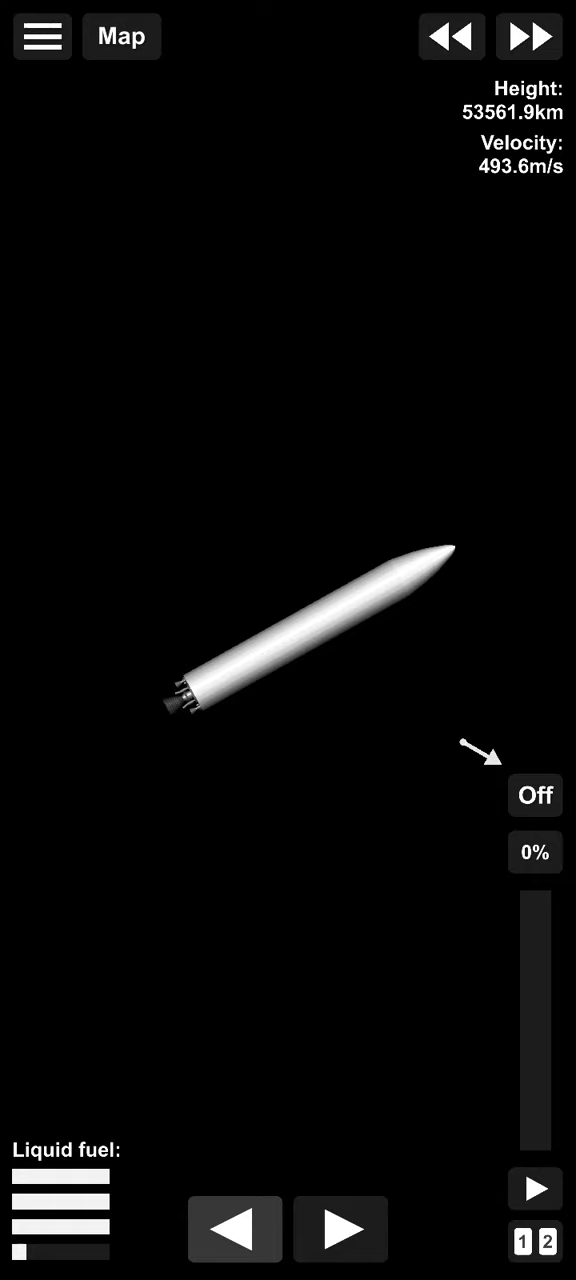 Map
Height:
53561.9km
Velocity:
493.6m/s
Off
0%
Liquid fuel:
1 2